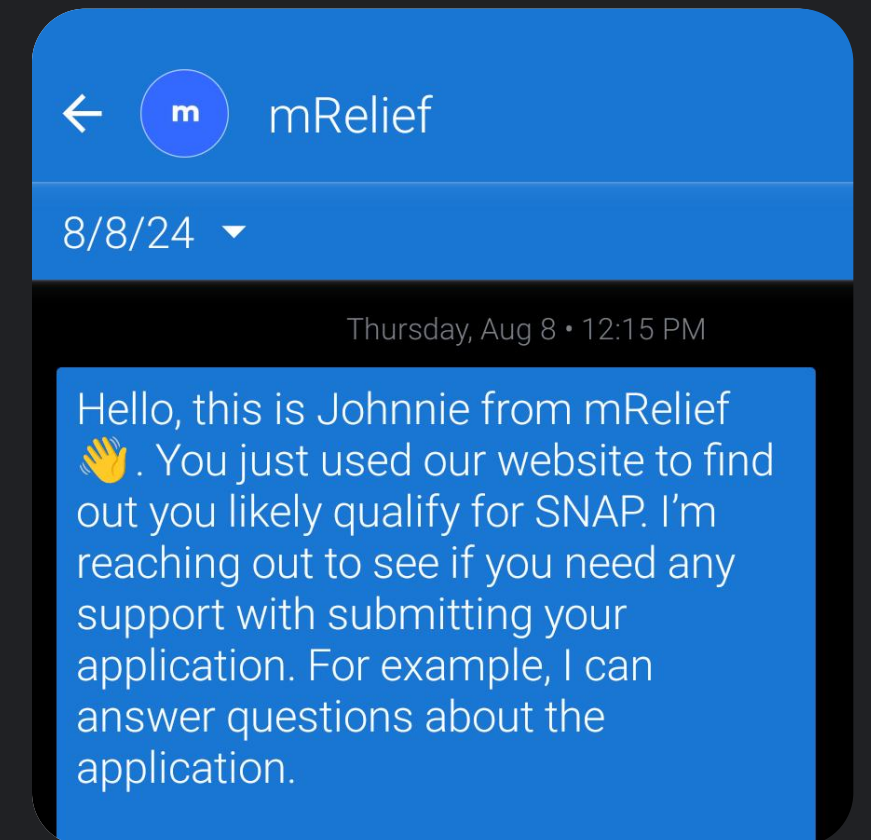 m
mRelief
8/8/24
Thursday, Aug 8 • 12:15 PM
Hello, this is Johnnie from mRelief
👋. You just used our website to find
out you likely qualify for SNAP. I’m
reaching out to see if you need any
support with submitting your
application. For example, I can
answer questions about the
application.